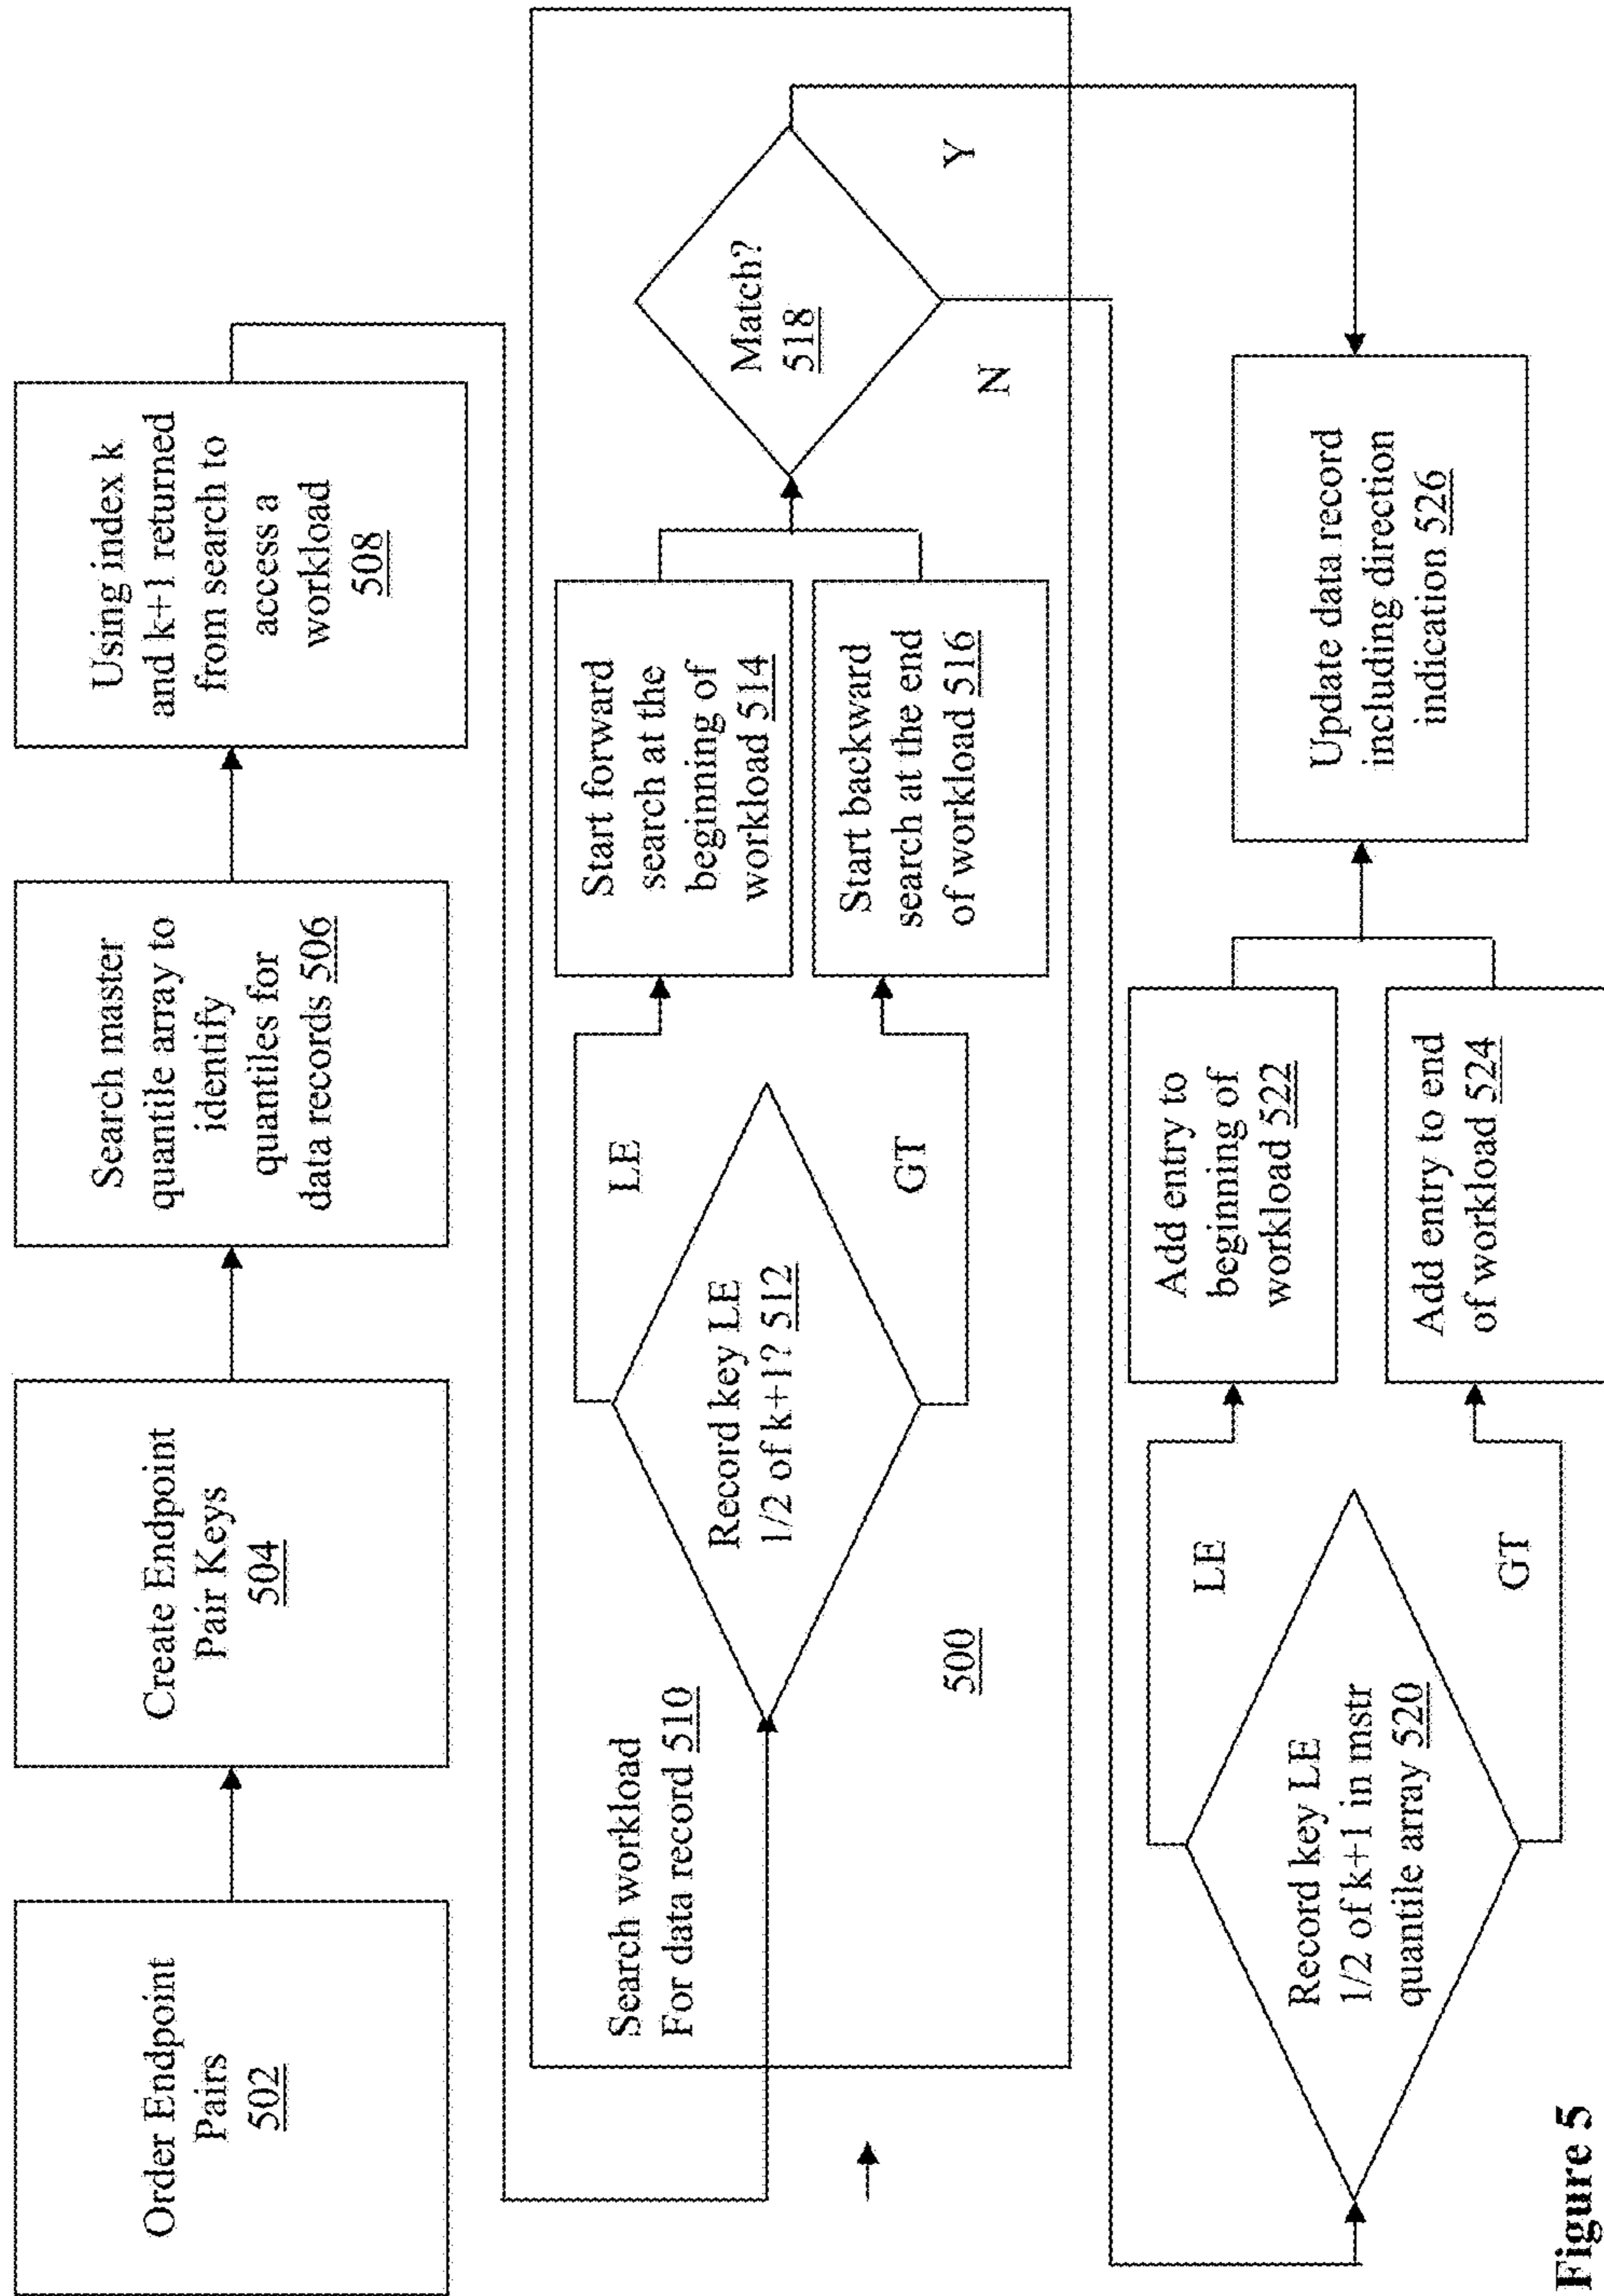 Order Endpoint
Pairs
502
Create Endpoint
Pair Keys
504
Search master
quantile array to
identify
quantiles for
data records 506
Using index k
and k+1 returned
from search to
access a
workload
508
Search workload
For data record 510
Record key LE
1/2 of k+1? 512
LE
GT
500
Start forward
search at the
beginning of
workload 514
Start backward
search at the end
of workload 516
Match?
518
N
Y
Record key LE
1/2 of k+1 in mstr
quantile array 520
LE
GT
Add entry to
beginning of
workload 522
Add entry to end
of workload 524
Update data record
including direction
indication 526
Figure 5